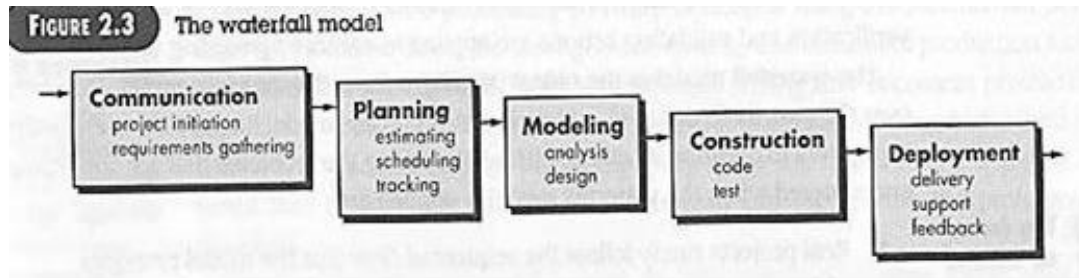 FIGURE 2.3 The waterfall model
Communication
project initiation
requirements gathering
Planning
estimating
scheduling
tracking
Modeling
analysis
design
Construction
code
test
Deployment
delivery
support
feedback